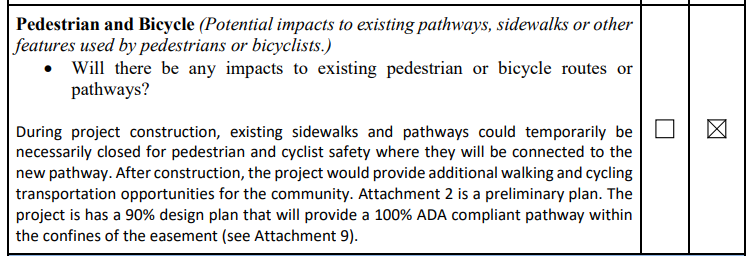 Pedestrian and Bicycle (Potential impacts to existing pathways, sidewalks or other
features used by pedestrians or bicyclists.)
• Will there be any impacts to existing pedestrian or bicycle routes or
pathways?
During project construction, existing sidewalks and pathways could temporarily be
necessarily closed for pedestrian and cyclist safety where they will be connected to the
new pathway. After construction, the project would provide additional walking and cycling
transportation opportunities for the community. Attachment 2 is a preliminary plan. The
project is has a 90% design plan that will provide a 100% ADA compliant pathway within
the confines of the easement (see Attachment 9).